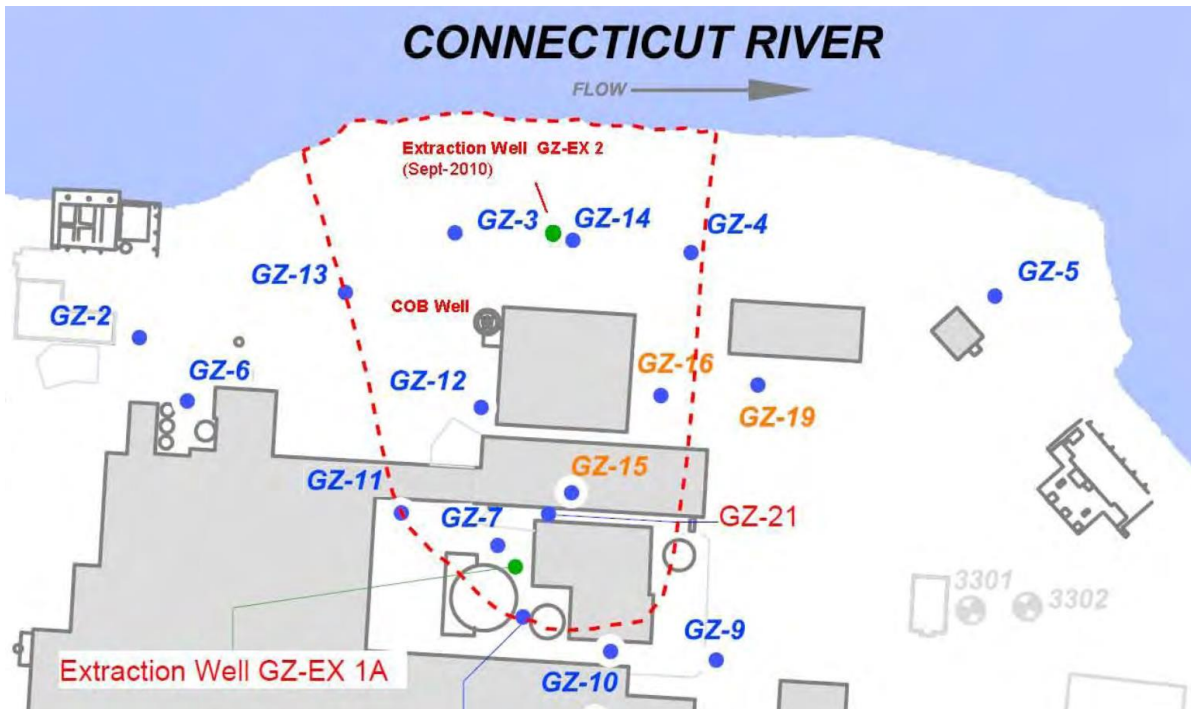 CONNECTICUT RIVER
FLOW
Extraction Well GZ-EX 2
(Sept-2010)
GZ-3
GZ-14
GZ-4
GZ-13
GZ-5
COB Well
GZ-2
GZ-6
GZ-12
GZ-16
GZ-19
GZ-11
GZ-15
GZ-7
GZ-21
3301
3302
GZ-9
Extraction Well GZ-EX 1A
GZ-10